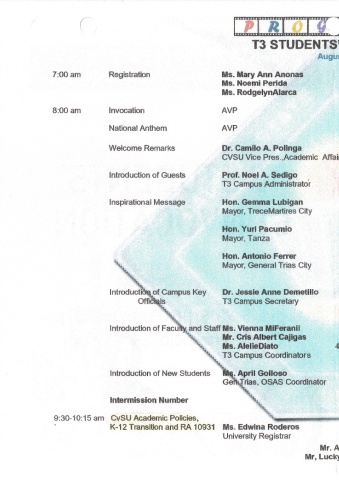 P R O G
T3 STUDENTS'
Augus
7:00 am Registration Ms. Mary Ann Anonas
Ms. Noemi Perida
Ms. RodgelynAlarca
8:00 am Invocation AVP
National Anthem AVP
Welcome Remarks Dr. Camilo A. Polinga
CVSU Vice Pres.,Academic Affai
Introduction of Guests Prof. Noel A. Sedigo
T3 Campus Administrator
Inspirational Message Hon. Gemma Lubigan
Mayor, TreceMartires City
Hon. Yuri Pacumio
Mayor, Tanza
Hon. Antonio Ferrer
Mayor, General Trias City
Introduction of Campus Key Dr. Jessie Anne Demetillo
Officials T3 Campus Secretary
Introduction of Faculty and Staff Ms. Vienna MiFeranil
Mr. Cris Albert Cajigas
Ms. AlelieDiato 4
T3 Campus Coordinators
Introduction of New Students Ms. April Golloso
Gen Trias, OSAS Coordinator
Intermission Number
9:30-10:15 am CvSU Academic Policies,
K-12 Transition and RA 10931 Ms. Edwina Roderos
University Registrar
Mr. A
Mr, Lucky